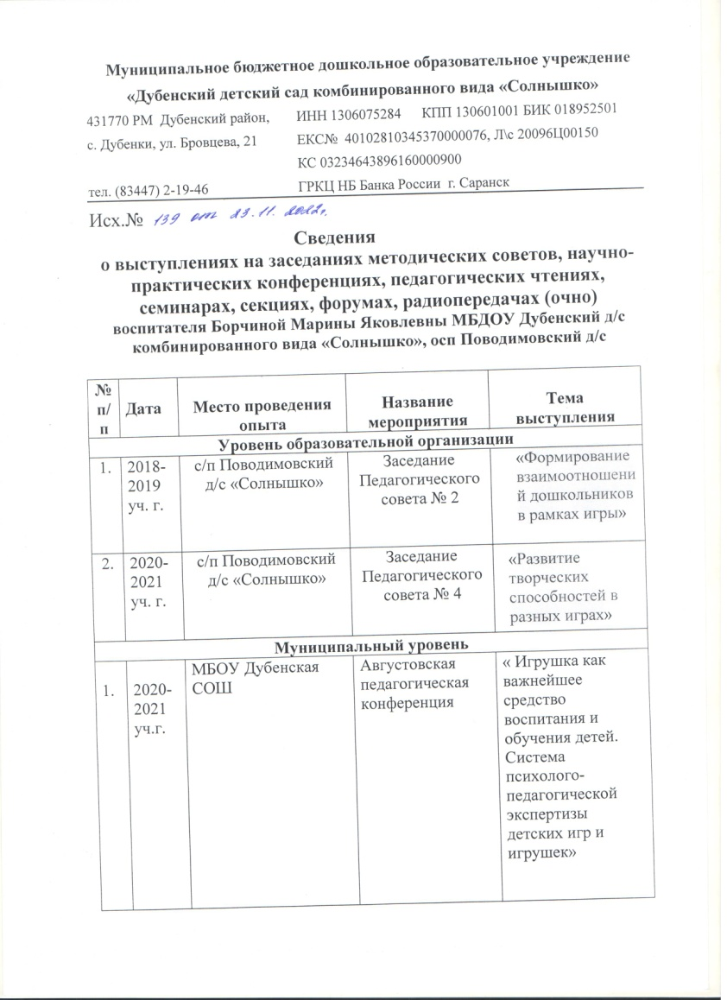 Муниципальное бюджетное дошкольное образовательное учреждение
«Дубенский детский сад комбинированного вида «Солнышко»
431770 РМ Дубенский район, ИНН 1306075284 КПП 130601001 БИК 018952501
с. Дубенки, ул. Бровцева, 21 ЕКС№ 40102810345370000076, Л\с 20096Ц00150
КС 03234643896160000900
тел. (83447) 2-19-46 ГРКЦ НБ Банка России г. Саранск
Исх.№ 139 от 23.11.2022г.
Сведения
о выступлениях на заседаниях методических советов, научно-
практических конференциях, педагогических чтениях,
семинарах, секциях, форумах, радиопередачах (очно)
воспитателя Борчиной Марины Яковлевны МБДОУ Дубенский д/с
комбинированного вида «Солнышко», осп Поводимовский д/с
№
п/
п
Дата
Место проведения
опыта
Название
мероприятия
Тема
выступления
Уровень образовательной организации
1.
2018-
2019
уч. г.
с/п Поводимовский
д/с «Солнышко»
Заседание
Педагогического
совета № 2
«Формирование
взаимоотношени
й дошкольников
в рамках игры»
2.
2020-
2021
уч. г.
с/п Поводимовский
д/с «Солнышко»
Заседание
Педагогического
совета № 4
«Развитие
творческих
способностей в
разных играх»
Муниципальный уровень
1.
2020-
2021
уч.г.
МБОУ Дубенская
СОШ
Августовская
педагогическая
конференция
« Игрушка как
важнейшее
средство
воспитания и
обучения детей.
Система
психолого-
педагогической
экспертизы
детских игр и
игрушек»